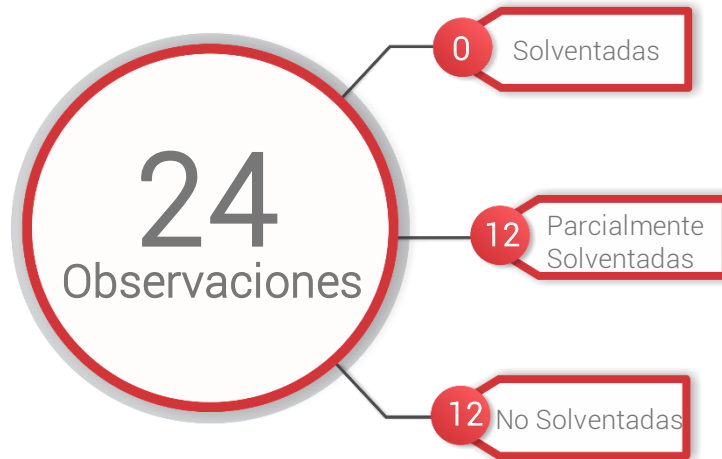 24
Observaciones
0
Solventadas
12
Parcialmente
Solventadas
12
No Solventadas